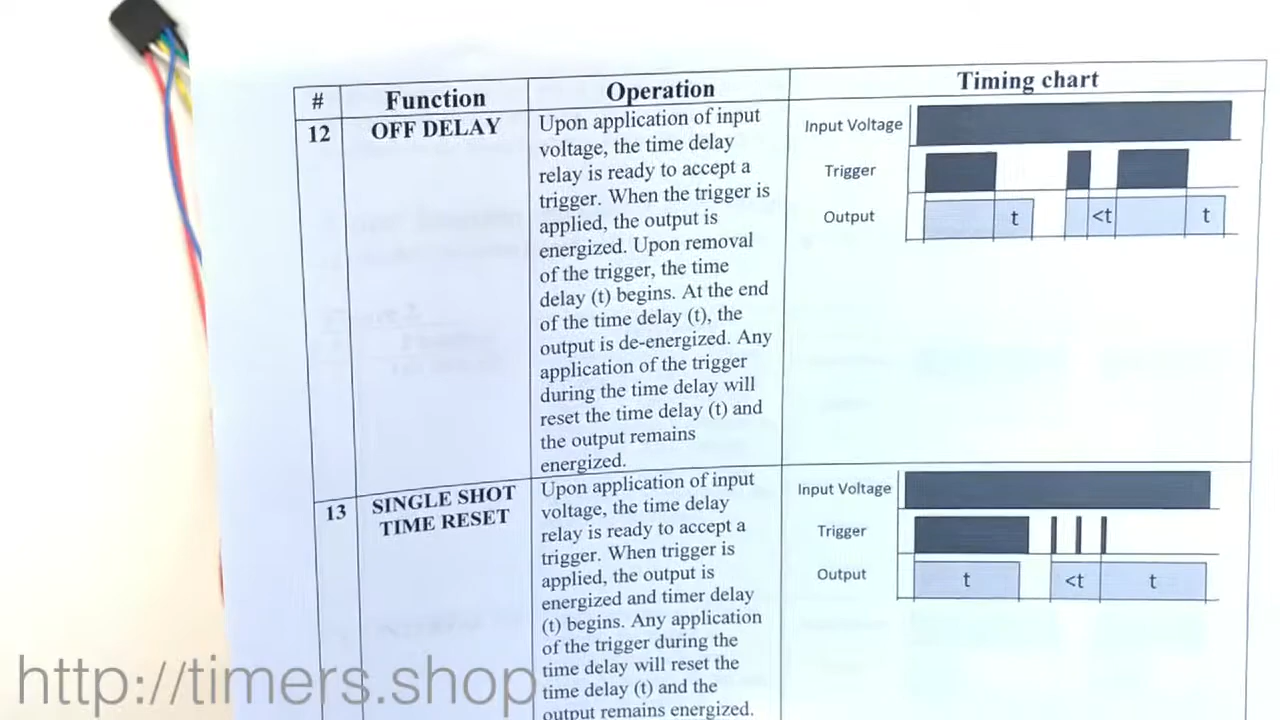 # Function Operation Timing chart
12 OFF DELAY
Upon application of input
voltage, the time delay
relay is ready to accept a
trigger. When the trigger is
applied, the output is
energized. Upon removal
of the trigger, the time
delay (t) begins. At the end
of the time delay (t), the
output is de-energized. Any
application of the trigger
during the time delay will
reset the time delay (t) and
the output remains
energized.
Input Voltage
Trigger
Output t <t t
13 SINGLE SHOT
TIME RESET
Upon application of input
voltage, the time delay
relay is ready to accept a
trigger. When trigger is
applied, the output is
energized and timer delay
(t) begins. Any application
of the trigger during the
time delay will reset the
time delay (t) and the
output remains energized.
Input Voltage
Trigger
Output t <t t
http://timers.shop